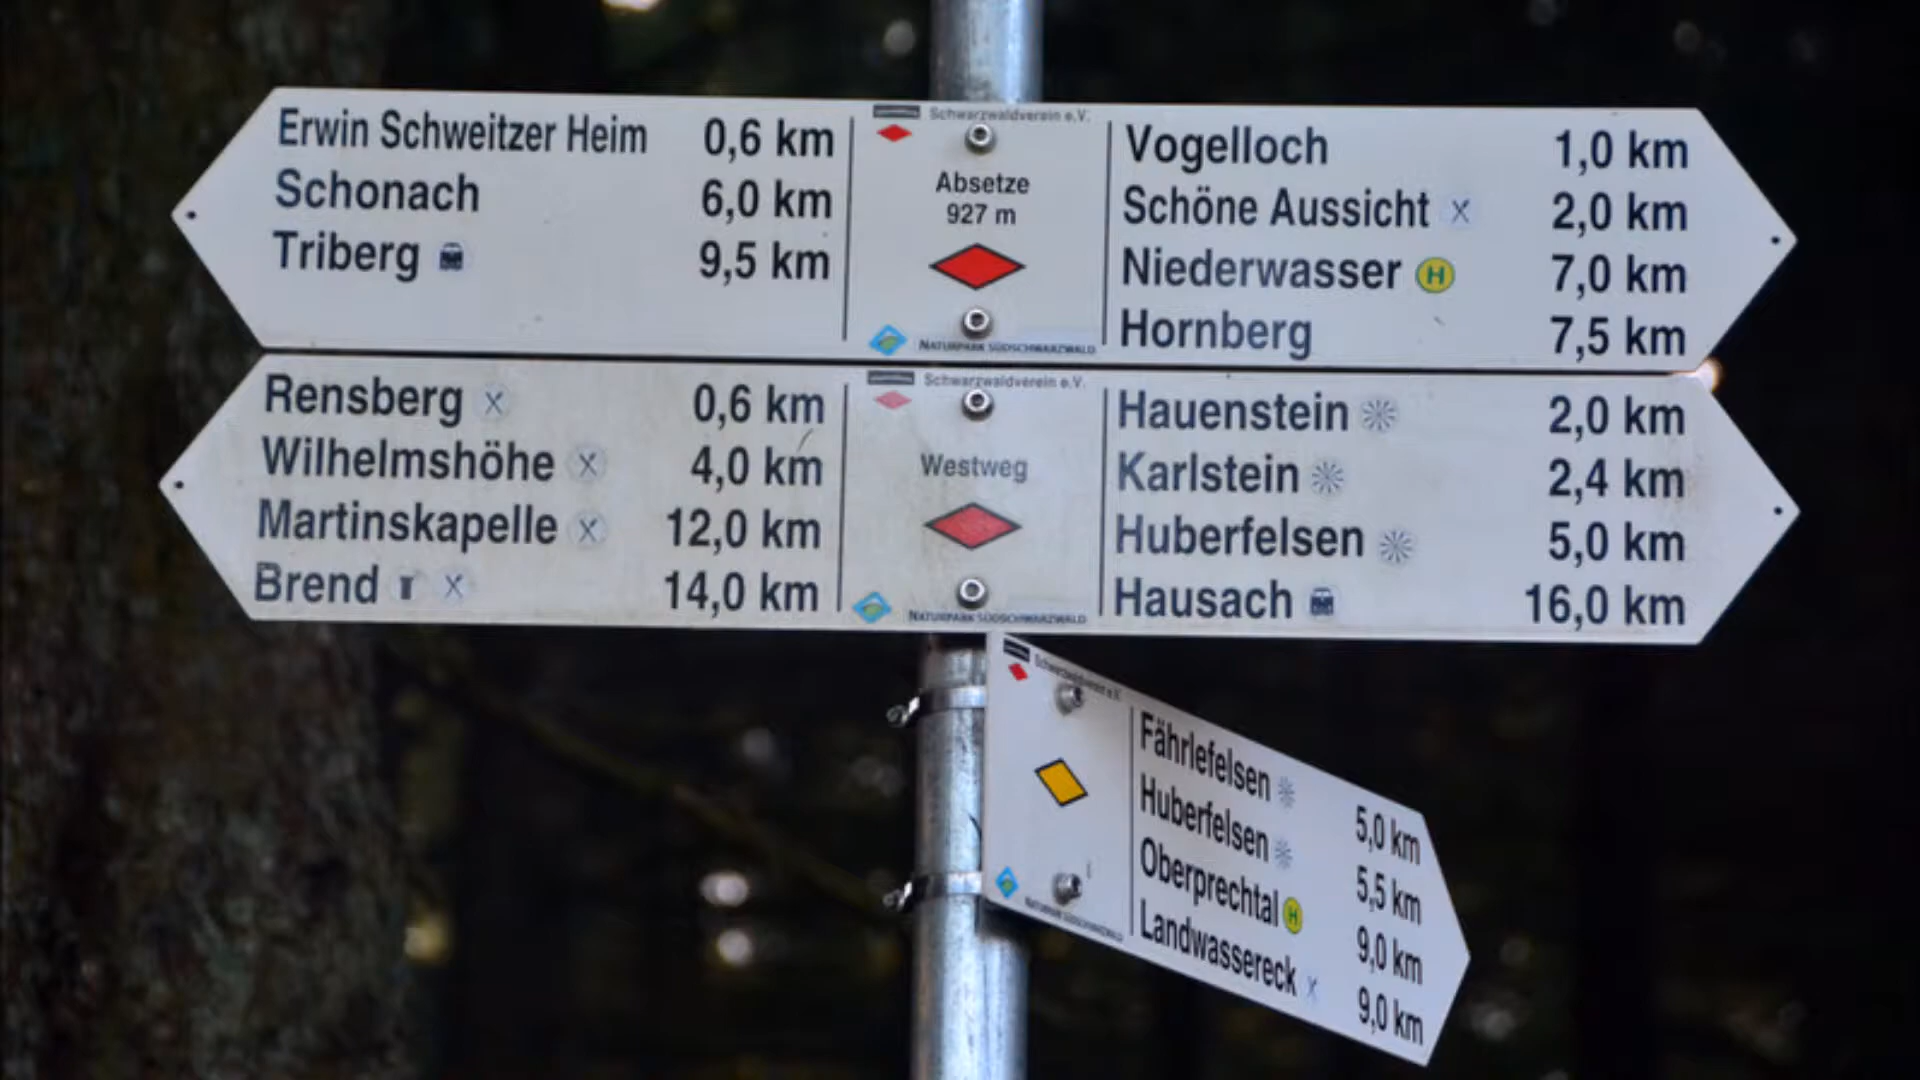 Schwarzwaldverein e.V.
Erwin Schweitzer Heim 0,6 km
Schonach 6,0 km
Triberg 9,5 km
Absetze
927 m
NATURPARK SÜDSCHWARZWALD
Vogelloch 1,0 km
Schöne Aussicht 2,0 km
Niederwasser H 7,0 km
Hornberg 7,5 km
Rensberg 0,6 km
Wilhelmshöhe 4,0 km
Martinskapelle 12,0 km
Brend 14,0 km
Schwarzwaldverein e.V.
Westweg
NATURPARK SÜDSCHWARZWALD
Hauenstein 2,0 km
Karlstein 2,4 km
Huberfelsen 5,0 km
Hausach 16,0 km
Schwarzwaldverein e.V.
NATURPARK SÜDSCHWARZWALD
Fährlefelsen 5,0 km
Huberfelsen 5,5 km
Oberprechtal H 9,0 km
Landwassereck 9,0 km